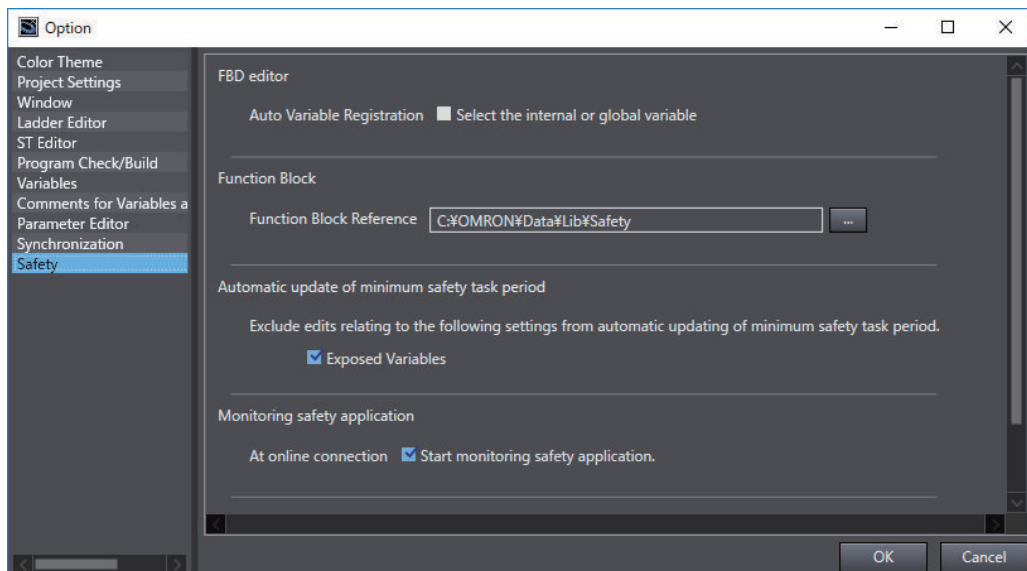 Option
Color Theme
Project Settings
Window
Ladder Editor
ST Editor
Program Check/Build
Variables
Comments for Variables a
Parameter Editor
Synchronization
Safety
FBD editor
Auto Variable Registration Select the internal or global variable
Function Block
Function Block Reference C:¥OMRON¥Data¥Lib¥Safety ...
Automatic update of minimum safety task period
Exclude edits relating to the following settings from automatic updating of minimum safety task period.
Exposed Variables
Monitoring safety application
At online connection Start monitoring safety application.
OK Cancel